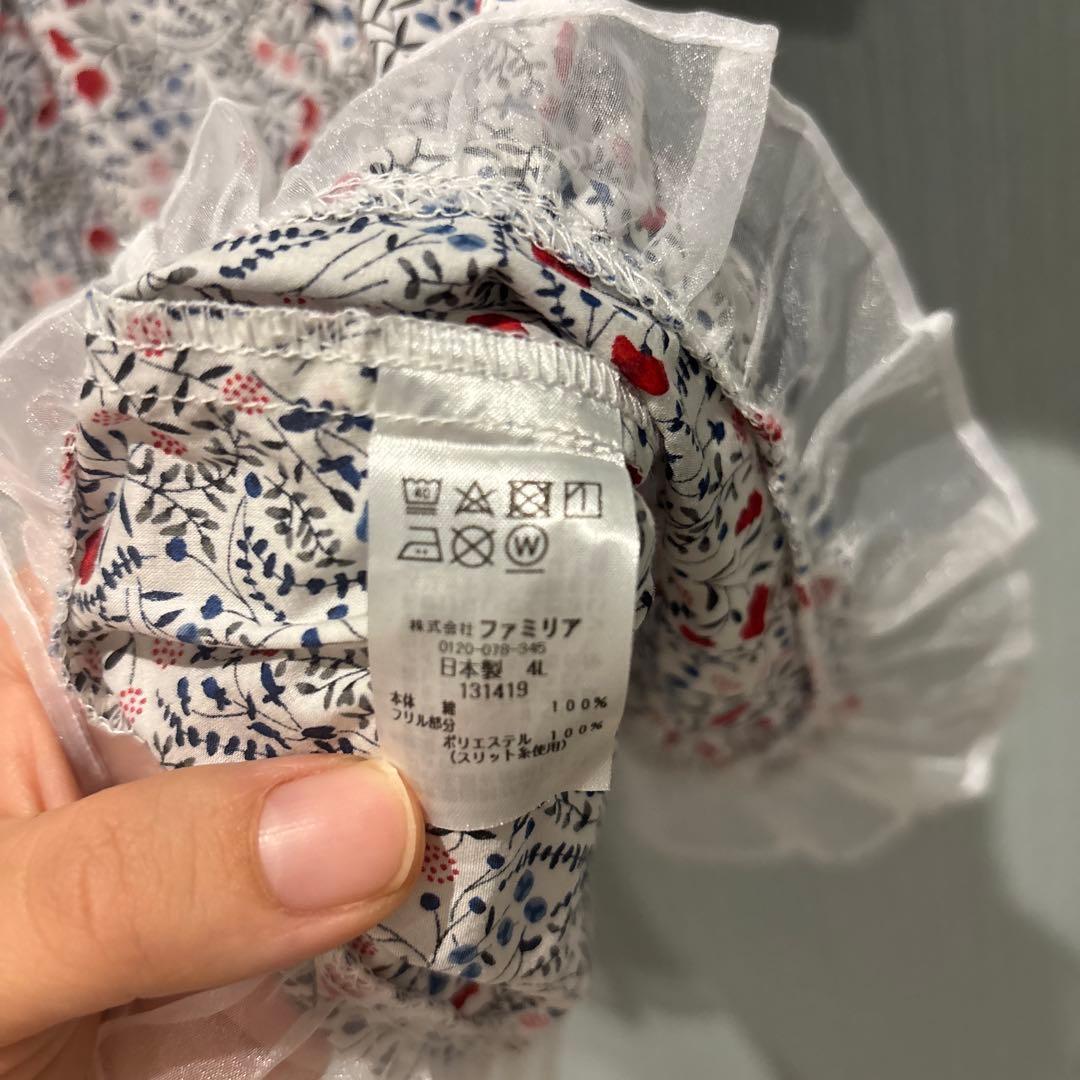 40
W
株式会社 ファミリア
0120-078-345
日本製 4L
131419
本体 綿 100%
フリル部分
ポリエステル 100%
(スリット糸使用)